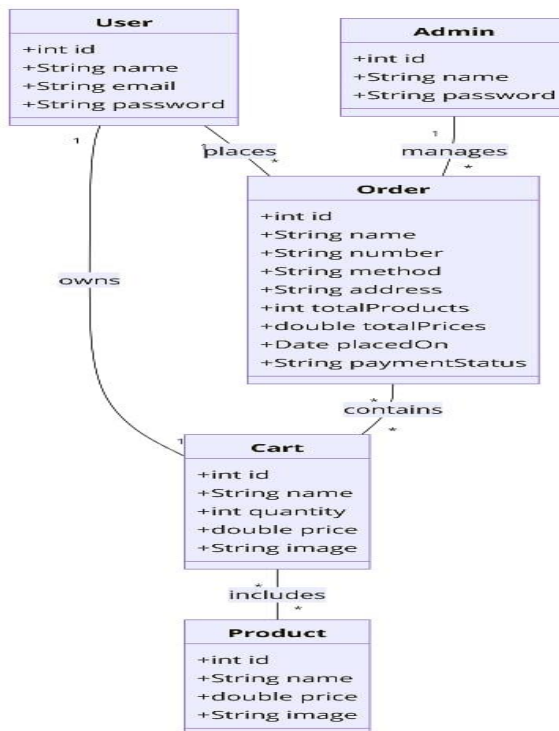 User
+int id
+String name
+String email
+String password
Admin
+int id
+String name
+String password
1
places
*
1
manages
*
Order
+int id
+String name
+String number
+String method
+String address
+int totalProducts
+double totalPrices
+Date placedOn
+String paymentStatus
1
owns
1
*
contains
*
Cart
+int id
+String name
+int quantity
+double price
+String image
*
includes
*
Product
+int id
+String name
+double price
+String image